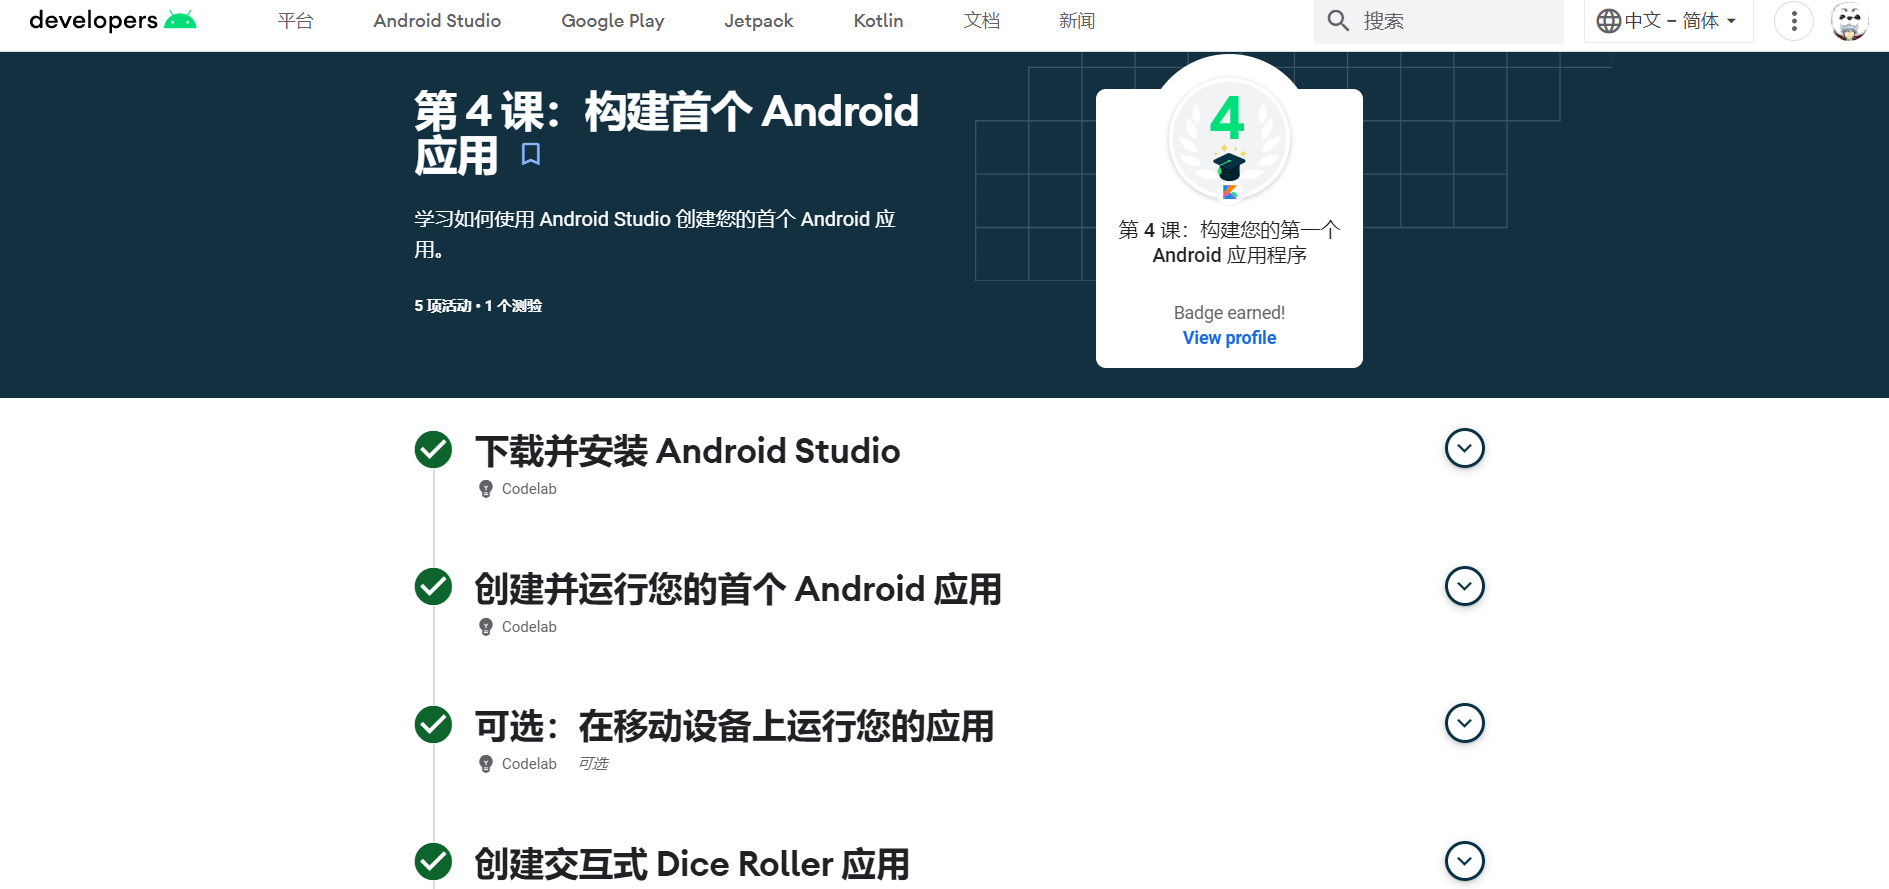 developers
平台
Android Studio
Google Play
Jetpack
Kotlin
文档
新闻
搜索
中文 – 简体
第 4 课：构建首个 Android
应用
学习如何使用 Android Studio 创建您的首个 Android 应
用。
5 项活动 • 1 个测验
4
第 4 课：构建您的第一个
Android 应用程序
Badge earned!
View profile
下载并安装 Android Studio
Codelab
创建并运行您的首个 Android 应用
Codelab
可选：在移动设备上运行您的应用
Codelab 可选
创建交互式 Dice Roller 应用